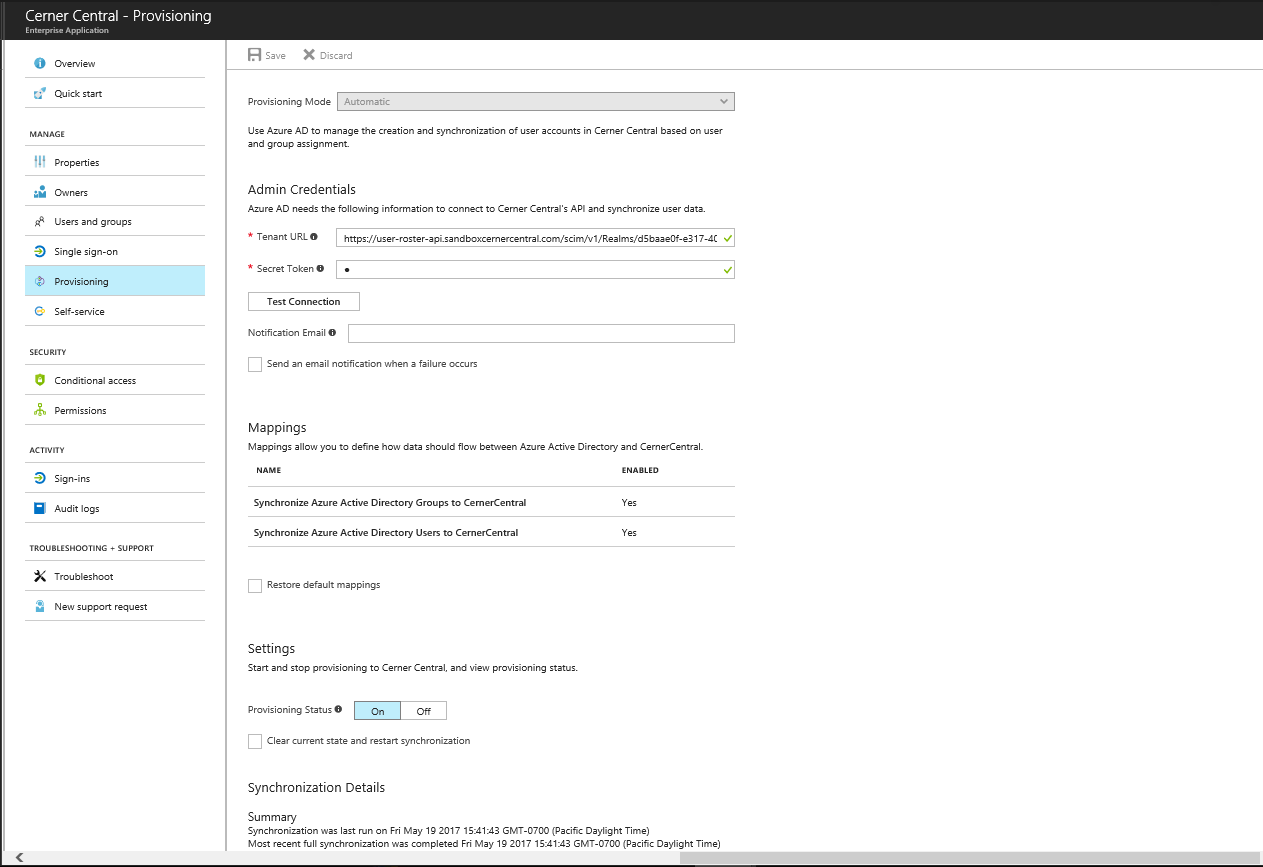 Cerner Central - Provisioning
Enterprise Application
Overview
Quick start
MANAGE
Properties
Owners
Users and groups
Single sign-on
Provisioning
Self-service
SECURITY
Conditional access
Permissions
ACTIVITY
Sign-ins
Audit logs
TROUBLESHOOTING + SUPPORT
Troubleshoot
New support request
Save Discard
Provisioning Mode Automatic
Use Azure AD to manage the creation and synchronization of user accounts in Cerner Central based on user
and group assignment.
Admin Credentials
Azure AD needs the following information to connect to Cerner Central's API and synchronize user data.
* Tenant URL https://user-roster-api.sandboxcernercentral.com/scim/v1/Realms/d5baae0f-e317-40
* Secret Token ●
Test Connection
Notification Email
Send an email notification when a failure occurs
Mappings
Mappings allow you to define how data should flow between Azure Active Directory and CernerCentral.
NAME ENABLED
Synchronize Azure Active Directory Groups to CernerCentral Yes
Synchronize Azure Active Directory Users to CernerCentral Yes
Restore default mappings
Settings
Start and stop provisioning to Cerner Central, and view provisioning status.
Provisioning Status On Off
Clear current state and restart synchronization
Synchronization Details
Summary
Synchronization was last run on Fri May 19 2017 15:41:43 GMT-0700 (Pacific Daylight Time)
Most recent full synchronization was completed Fri May 19 2017 15:41:43 GMT-0700 (Pacific Daylight Time)